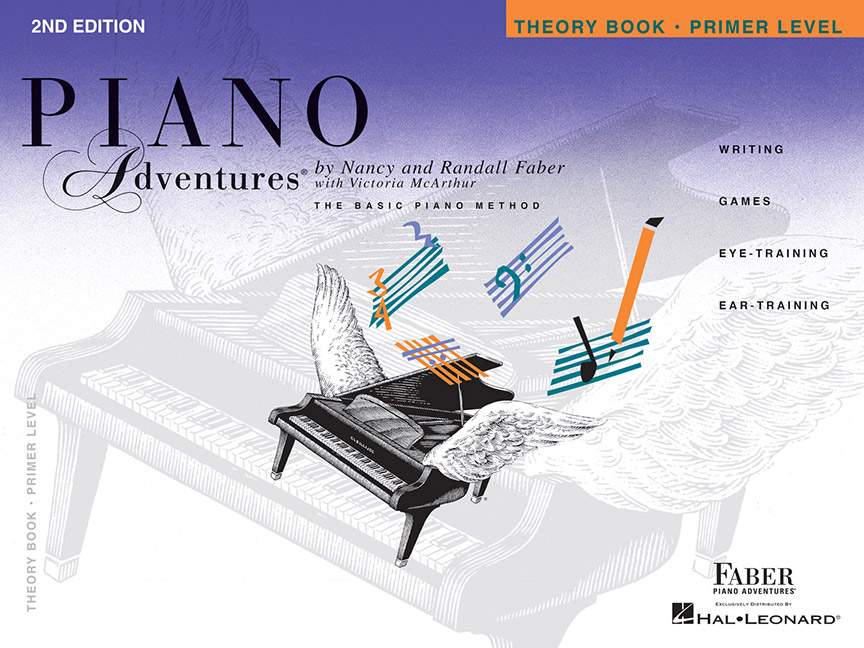 2ND EDITION
THEORY BOOK • PRIMER LEVEL
PIANO
Adventures®
by Nancy and Randall Faber
with Victoria McArthur
THE BASIC PIANO METHOD
WRITING
GAMES
EYE-TRAINING
EAR-TRAINING
3
4
THEORY BOOK • PRIMER LEVEL
FABER
PIANO ADVENTURES®
EXCLUSIVELY DISTRIBUTED BY
HAL•LEONARD®